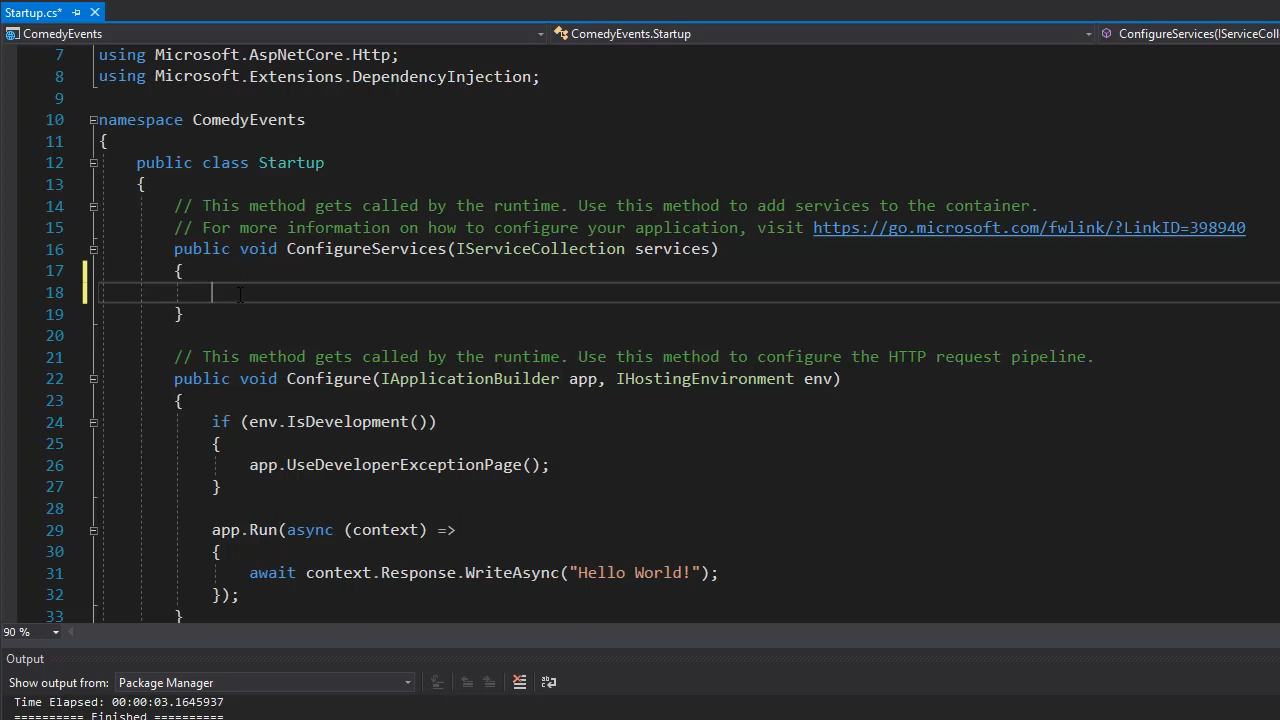 Startup.cs*
ComedyEvents
ComedyEvents.Startup
ConfigureServices(IServiceColl
7 using Microsoft.AspNetCore.Http;
8 using Microsoft.Extensions.DependencyInjection;
9
10 namespace ComedyEvents
11 {
12 public class Startup
13 {
14 // This method gets called by the runtime. Use this method to add services to the container.
15 // For more information on how to configure your application, visit https://go.microsoft.com/fwlink/?LinkID=398940
16 public void ConfigureServices(IServiceCollection services)
17 {
18
19 }
20
21 // This method gets called by the runtime. Use this method to configure the HTTP request pipeline.
22 public void Configure(IApplicationBuilder app, IHostingEnvironment env)
23 {
24 if (env.IsDevelopment())
25 {
26 app.UseDeveloperExceptionPage();
27 }
28
29 app.Run(async (context) =>
30 {
31 await context.Response.WriteAsync("Hello World!");
32 });
33 }
90 %
Output
Show output from: Package Manager
Time Elapsed: 00:00:03.1645937
========== Finished ==========